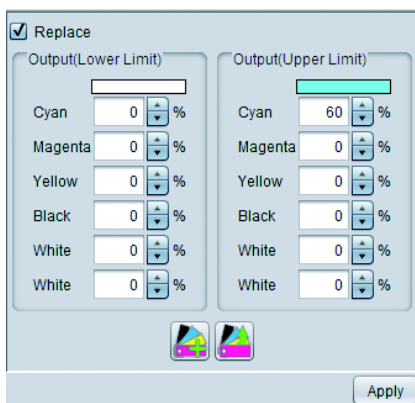 Replace
Output(Lower Limit) Output(Upper Limit)
Cyan 0 % Cyan 60 %
Magenta 0 % Magenta 0 %
Yellow 0 % Yellow 0 %
Black 0 % Black 0 %
White 0 % White 0 %
White 0 % White 0 %
Apply